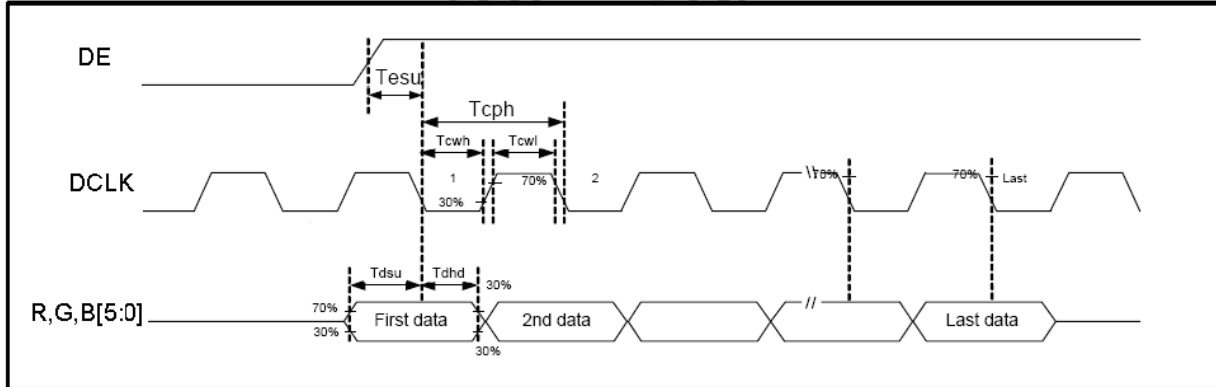 DE
Tesu
Tcph
Tcwh
Tcwl
DCLK
1
70%
30%
2
70%
70%
Last
Tdsu
Tdhd
30%
R,G,B[5:0]
70%
30%
First data
2nd data
Last data
30%